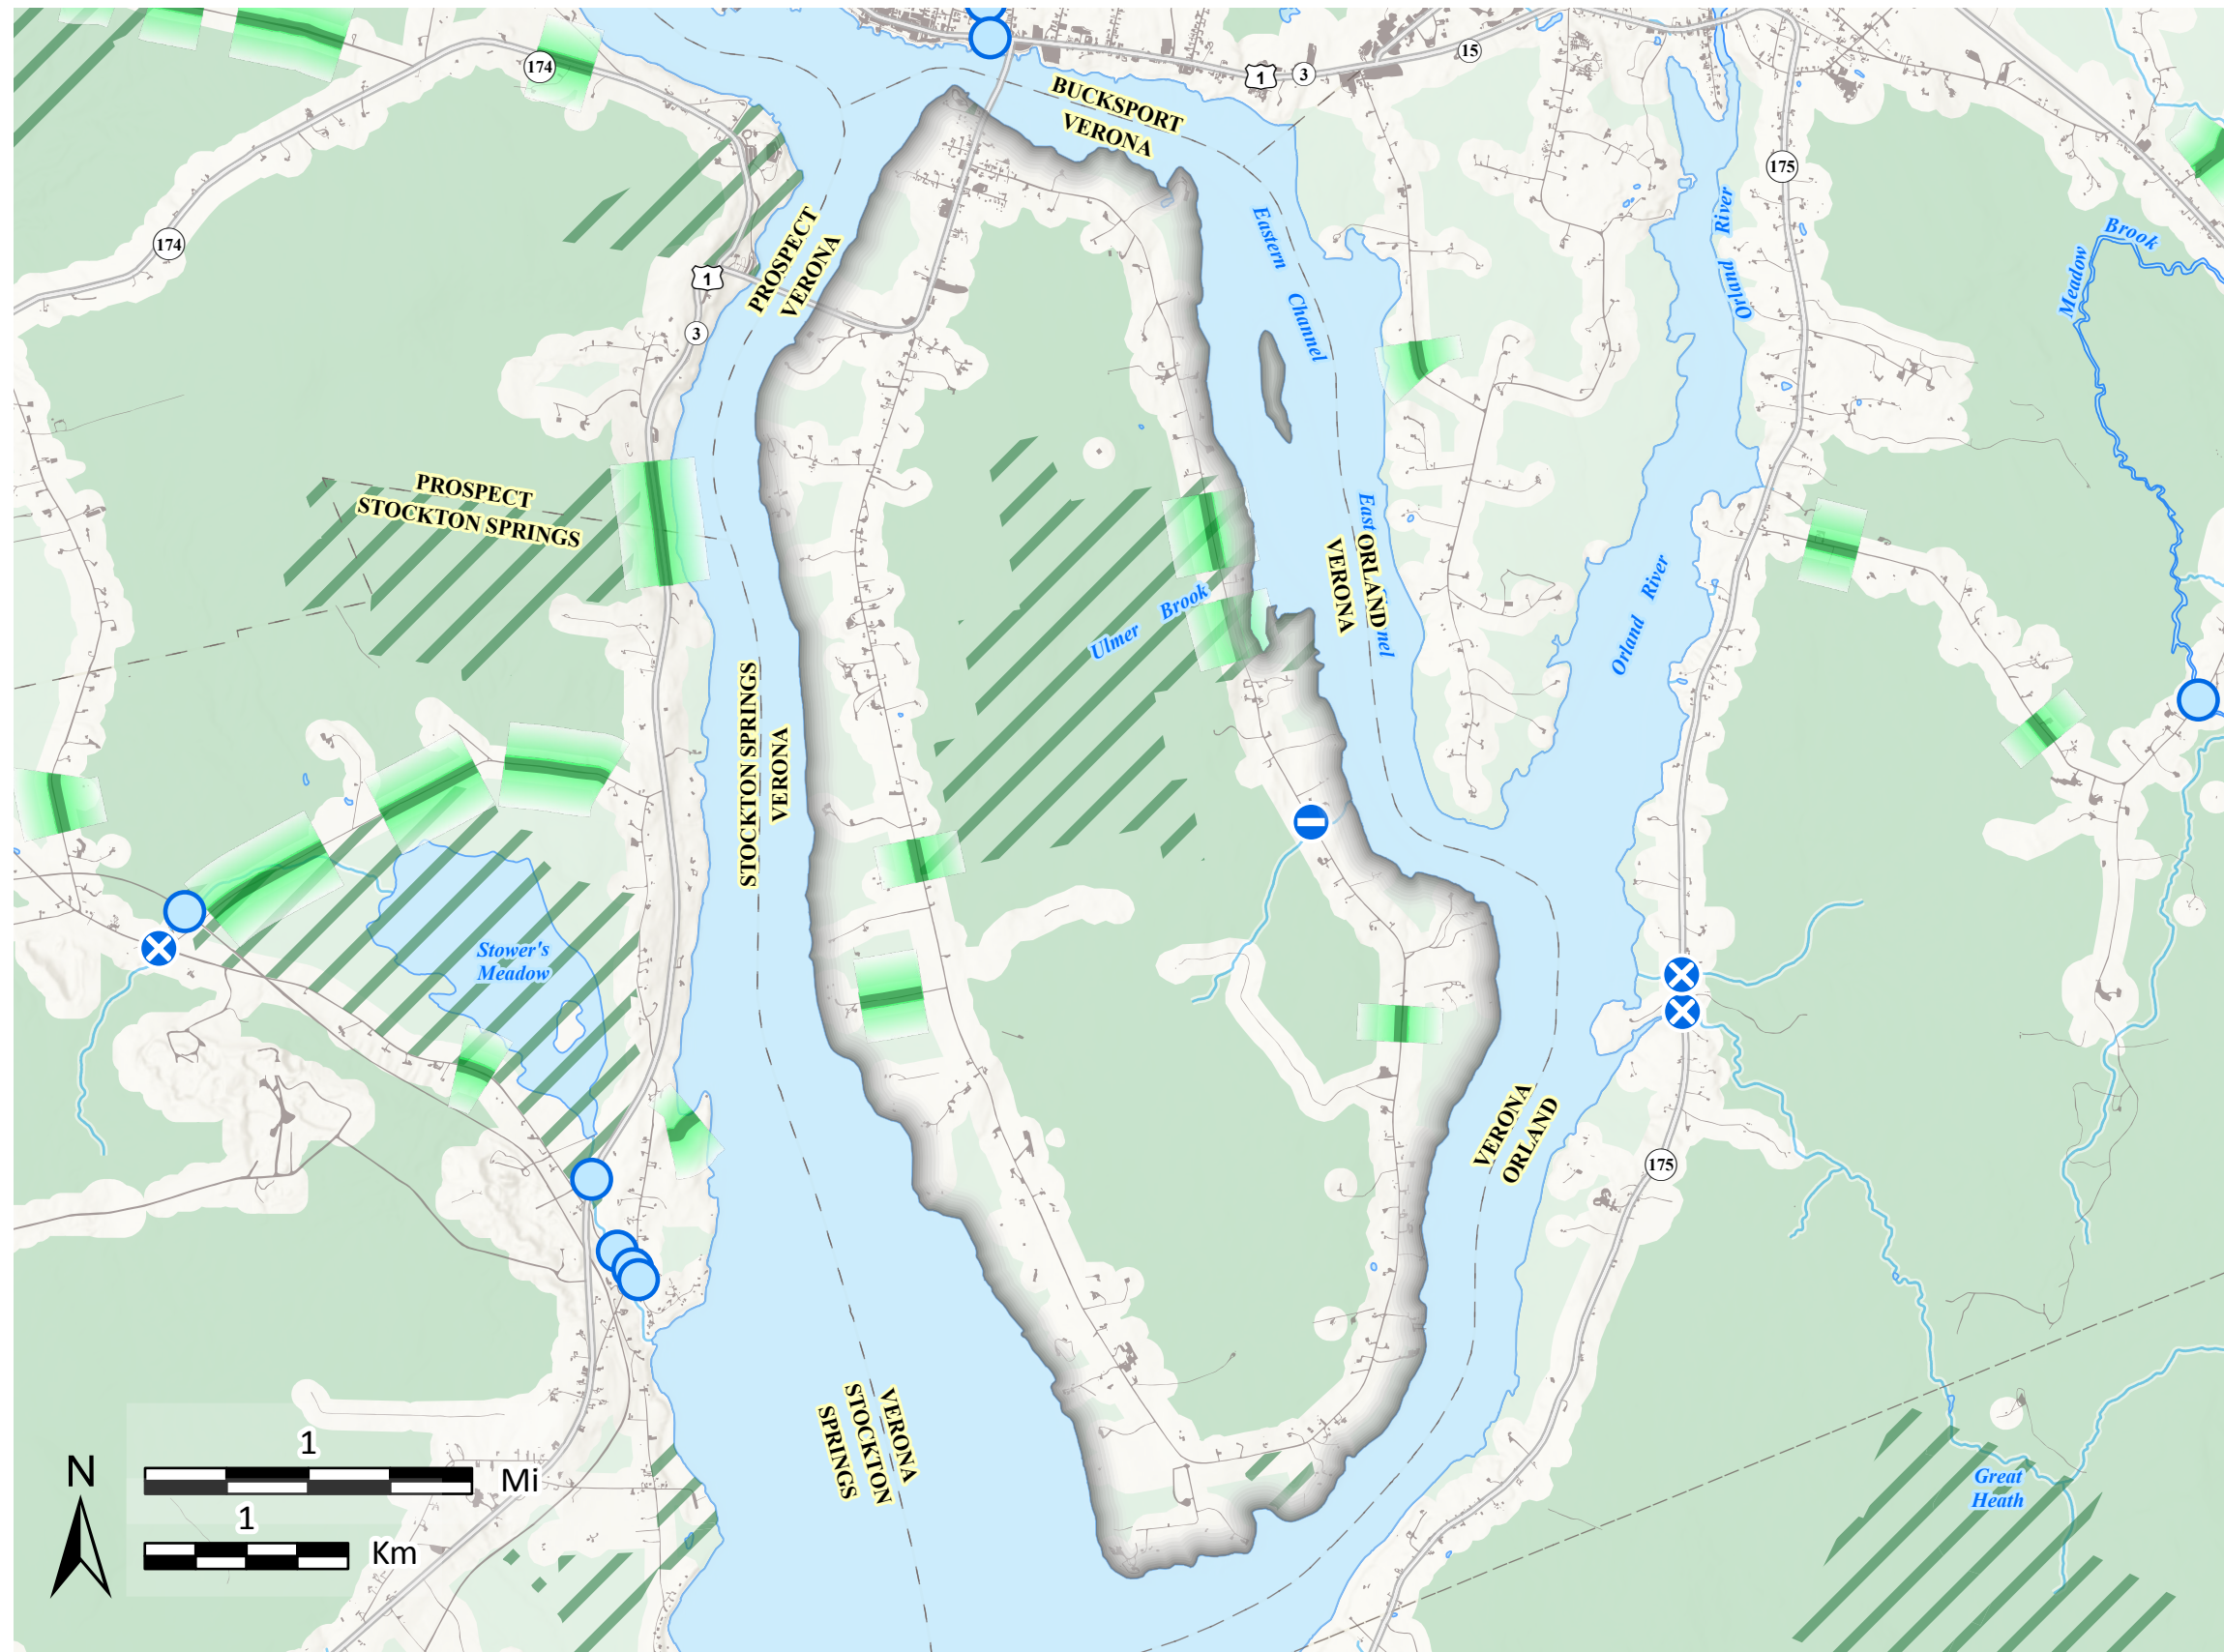 174
15
1
3
BUCKSPORT
VERONA
175
174
River
Orland
Eastern
Channel
Meadow
Brook
PROSPECT
VERONA
1
3
PROSPECT
STOCKTON SPRINGS
East
ORLAND
VERONA
nel
Ulmer Brook
Orland River
STOCKTON SPRINGS
VERONA
Stower's
Meadow
VERONA
ORLAND
175
VERONA
STOCKTON
SPRINGS
Great
Heath
N
1
Mi
1
Km